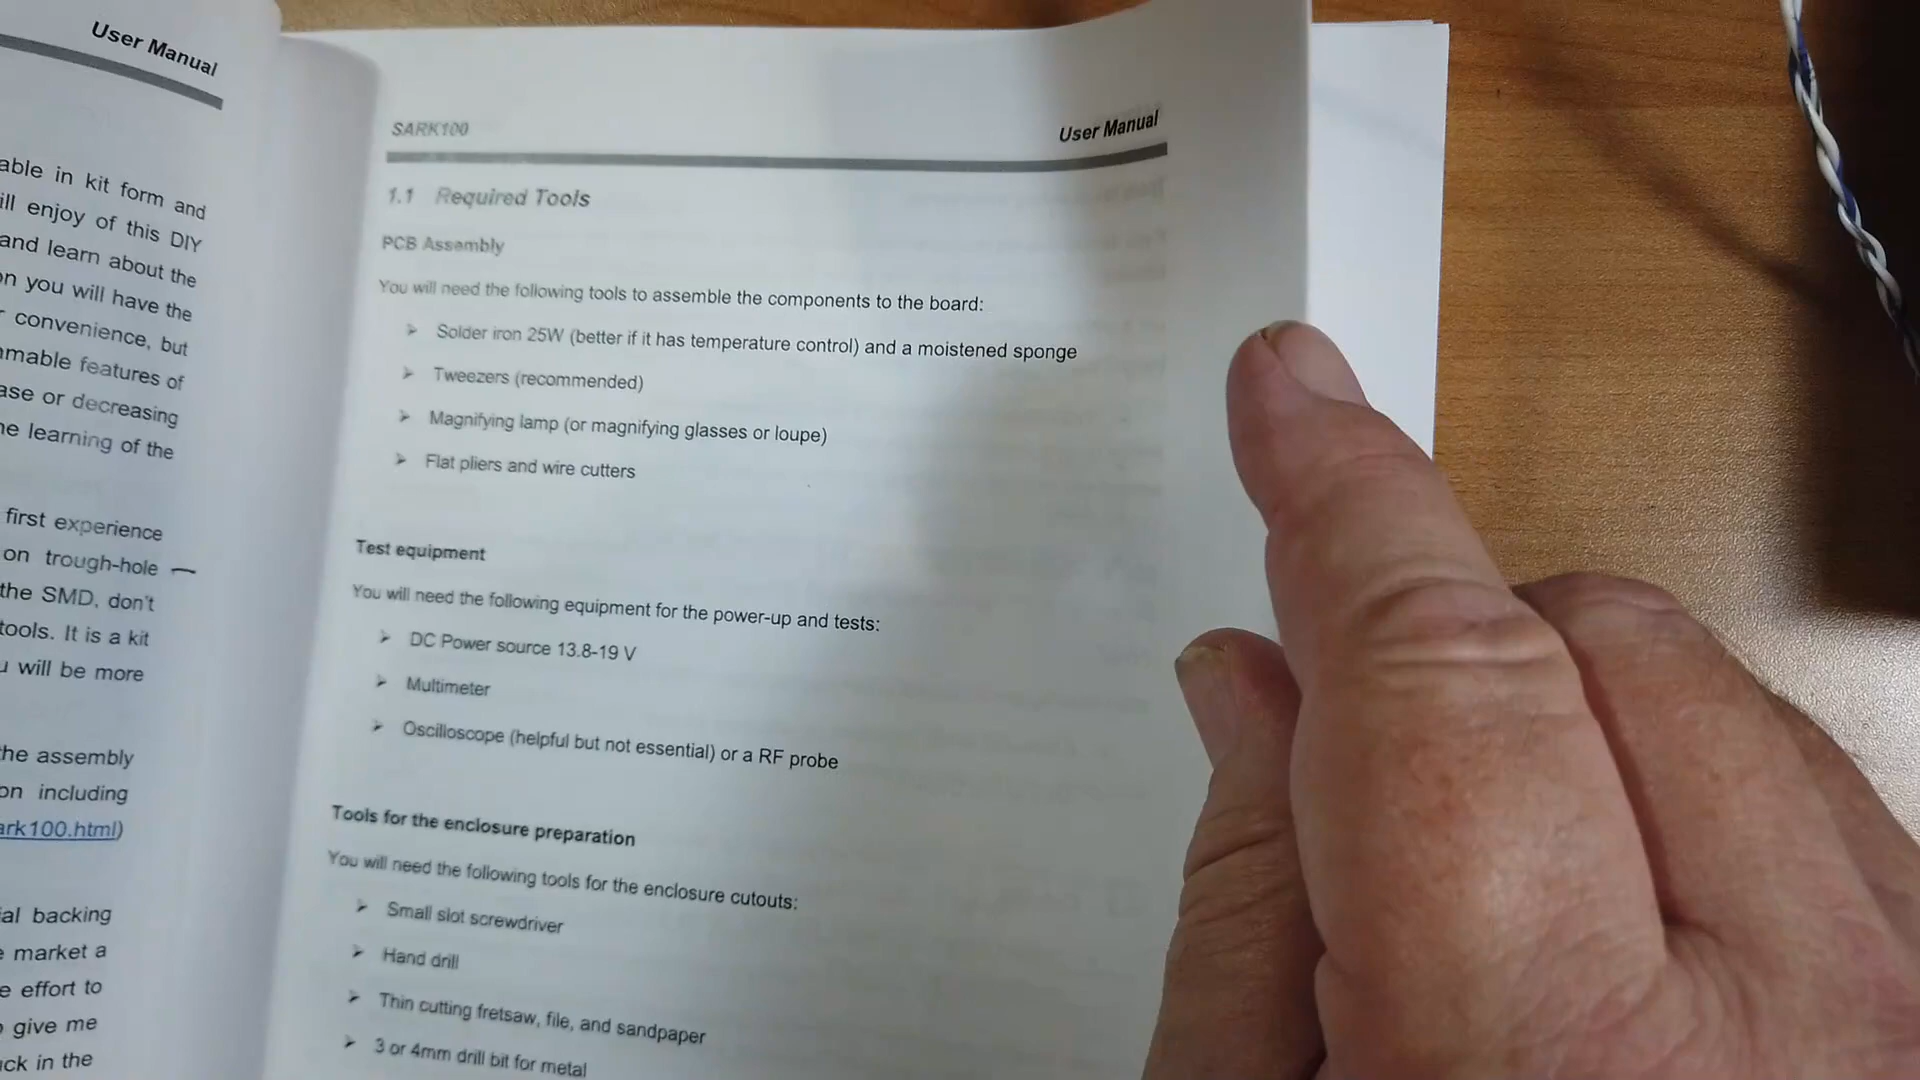 User Manual
able in kit form and
ill enjoy of this DIY
and learn about the
on you will have the
convenience, but
mmable features of
ase or decreasing
he learning of the
first experience
on trough-hole —
the SMD, don't
tools. It is a kit
u will be more
the assembly
on including
ark100.html)
ial backing
e market a
e effort to
give me
uck in the
SARK100 User Manual
1.1 Required Tools
PCB Assembly
You will need the following tools to assemble the components to the board:
➢ Solder iron 25W (better if it has temperature control) and a moistened sponge
➢ Tweezers (recommended)
➢ Magnifying lamp (or magnifying glasses or loupe)
➢ Flat pliers and wire cutters
Test equipment
You will need the following equipment for the power-up and tests:
➢ DC Power source 13.8-19 V
➢ Multimeter
➢ Oscilloscope (helpful but not essential) or a RF probe
Tools for the enclosure preparation
You will need the following tools for the enclosure cutouts:
➢ Small slot screwdriver
➢ Hand drill
➢ Thin cutting fretsaw, file, and sandpaper
➢ 3 or 4mm drill bit for metal